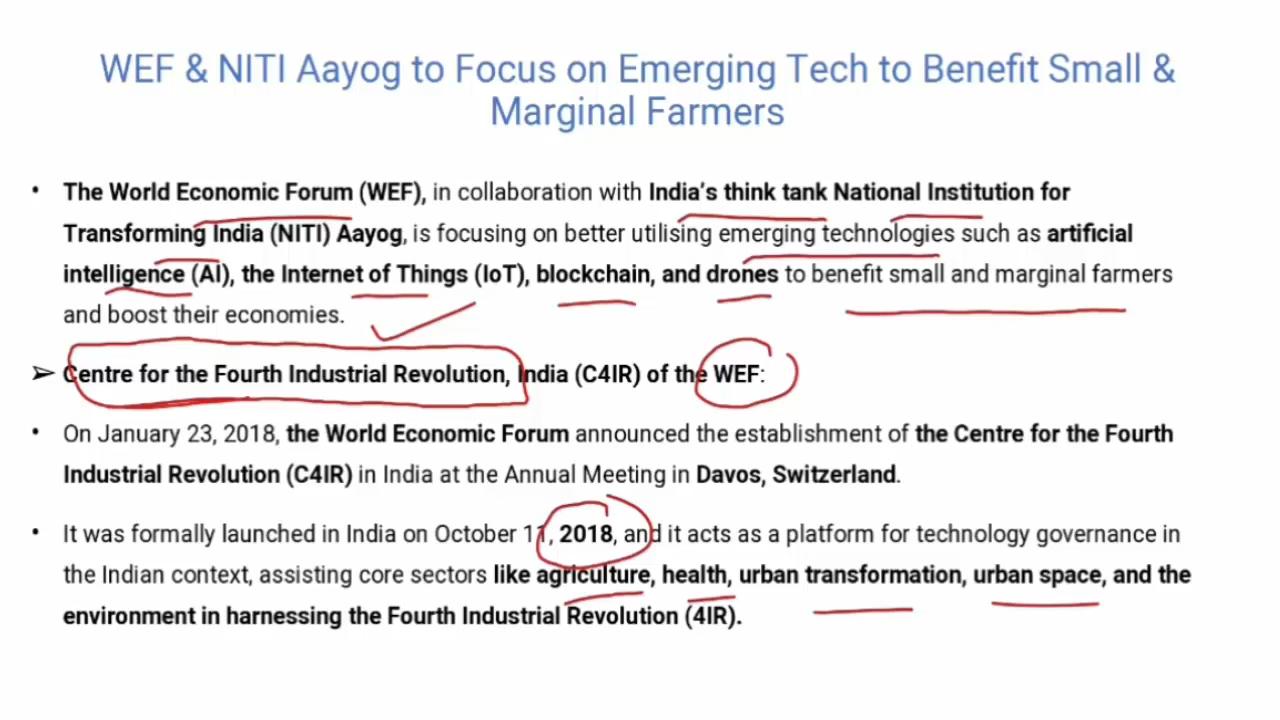 WEF & NITI Aayog to Focus on Emerging Tech to Benefit Small &
Marginal Farmers
• The World Economic Forum (WEF), in collaboration with India's think tank National Institution for
Transforming India (NITI) Aayog, is focusing on better utilising emerging technologies such as artificial
intelligence (AI), the Internet of Things (IoT), blockchain, and drones to benefit small and marginal farmers
and boost their economies.
➢ Centre for the Fourth Industrial Revolution, India (C4IR) of the WEF:
• On January 23, 2018, the World Economic Forum announced the establishment of the Centre for the Fourth
Industrial Revolution (C4IR) in India at the Annual Meeting in Davos, Switzerland.
• It was formally launched in India on October 11, 2018, and it acts as a platform for technology governance in
the Indian context, assisting core sectors like agriculture, health, urban transformation, urban space, and the
environment in harnessing the Fourth Industrial Revolution (4IR).